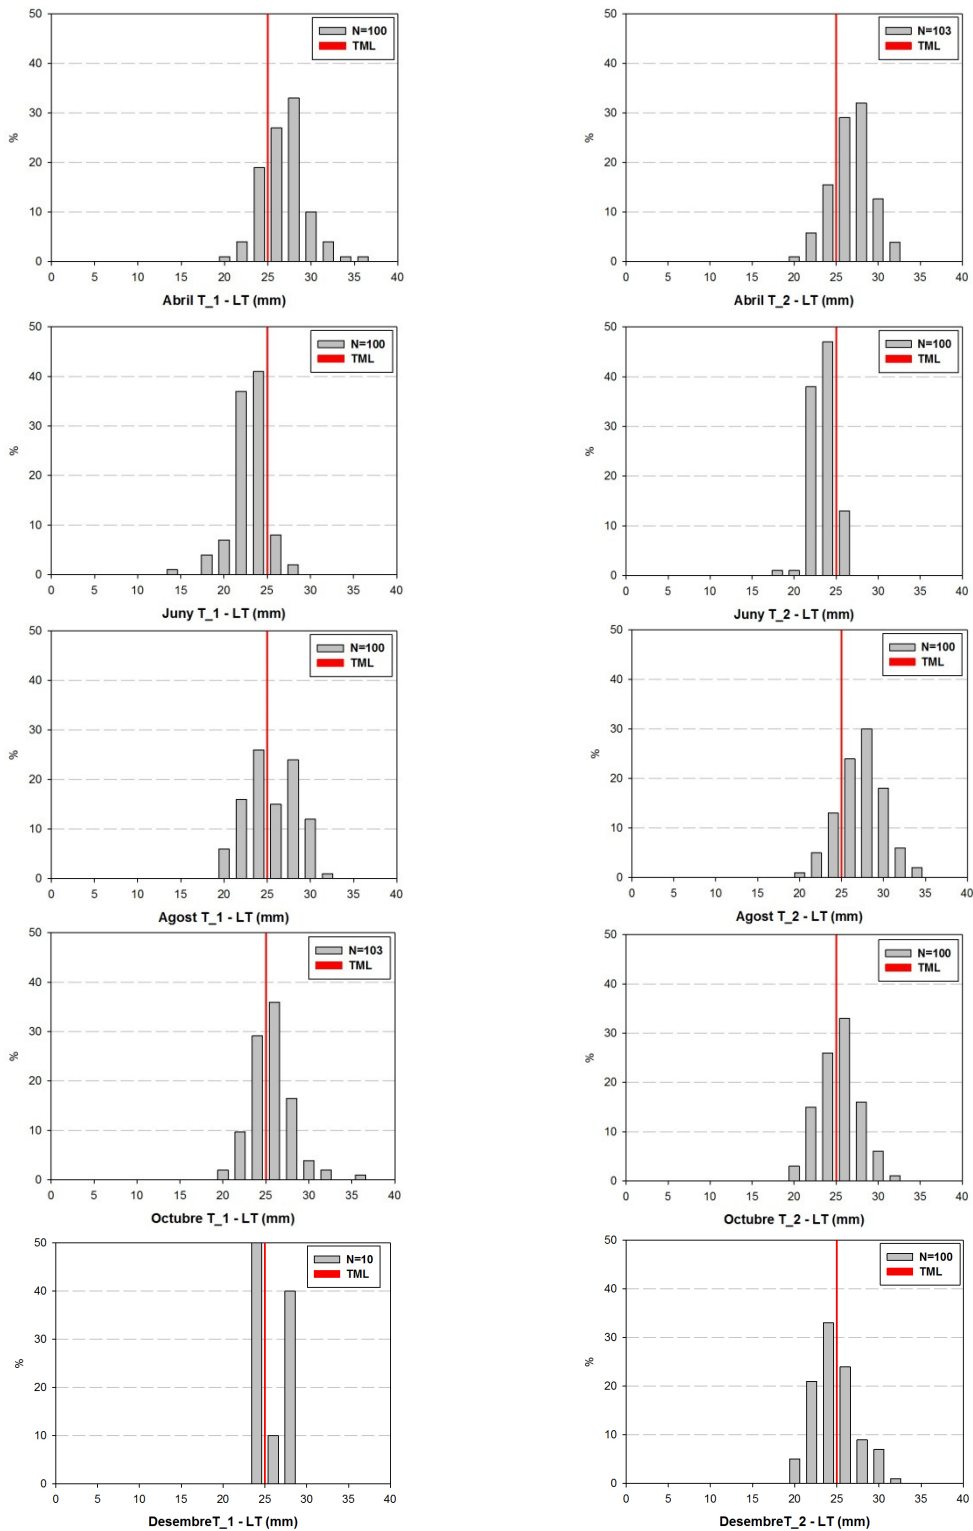 50
40
30
20
10
0
%
N=100
TML
0 5 10 15 20 25 30 35 40
Abril T_1 - LT (mm)
50
40
30
20
10
0
%
N=103
TML
0 5 10 15 20 25 30 35 40
Abril T_2 - LT (mm)
50
40
30
20
10
0
%
N=100
TML
0 5 10 15 20 25 30 35 40
Juny T_1 - LT (mm)
50
40
30
20
10
0
%
N=100
TML
0 5 10 15 20 25 30 35 40
Juny T_2 - LT (mm)
50
40
30
20
10
0
%
N=100
TML
0 5 10 15 20 25 30 35 40
Agost T_1 - LT (mm)
50
40
30
20
10
0
%
N=100
TML
0 5 10 15 20 25 30 35 40
Agost T_2 - LT (mm)
50
40
30
20
10
0
%
N=103
TML
0 5 10 15 20 25 30 35 40
Octubre T_1 - LT (mm)
50
40
30
20
10
0
%
N=100
TML
0 5 10 15 20 25 30 35 40
Octubre T_2 - LT (mm)
50
40
30
20
10
0
%
N=10
TML
0 5 10 15 20 25 30 35 40
DesembreT_1 - LT (mm)
50
40
30
20
10
0
%
N=100
TML
0 5 10 15 20 25 30 35 40
DesembreT_2 - LT (mm)